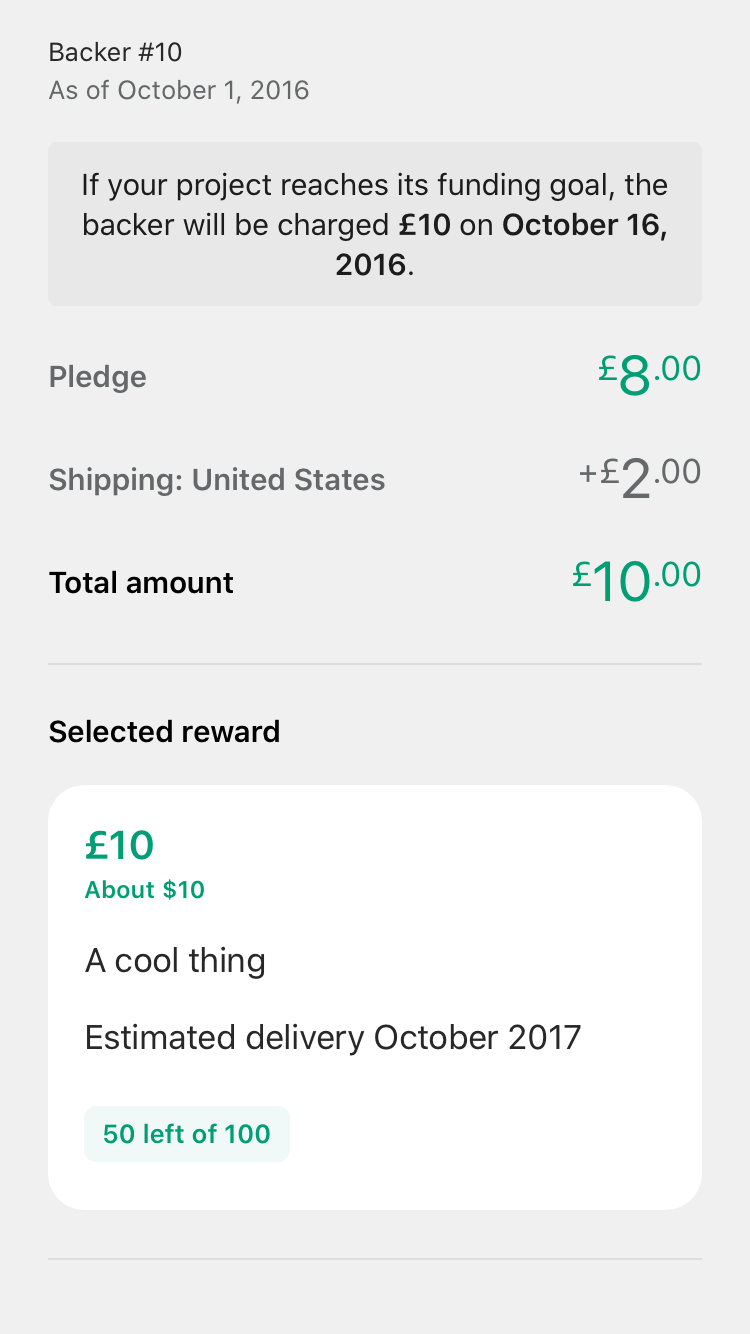 Backer #10
As of October 1, 2016
If your project reaches its funding goal, the
backer will be charged £10 on October 16,
2016.
Pledge £8.00
Shipping: United States +£2.00
Total amount £10.00
Selected reward
£10
About $10
A cool thing
Estimated delivery October 2017
50 left of 100